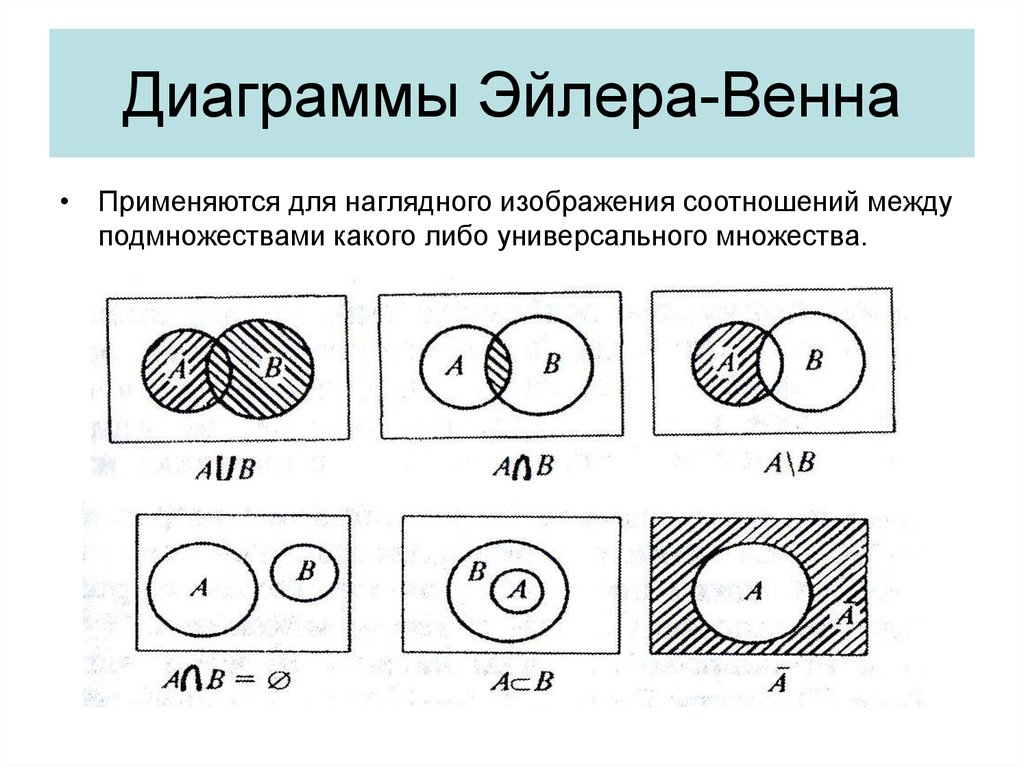 Диаграммы Эйлера-Венна
• Применяются для наглядного изображения соотношений между
подмножествами какого либо универсального множества.
A B
A B
A B
A⋃B
A⋂B
A\B
A B
B A
A Ā
A⋂B = ∅
A⊂B
Ā